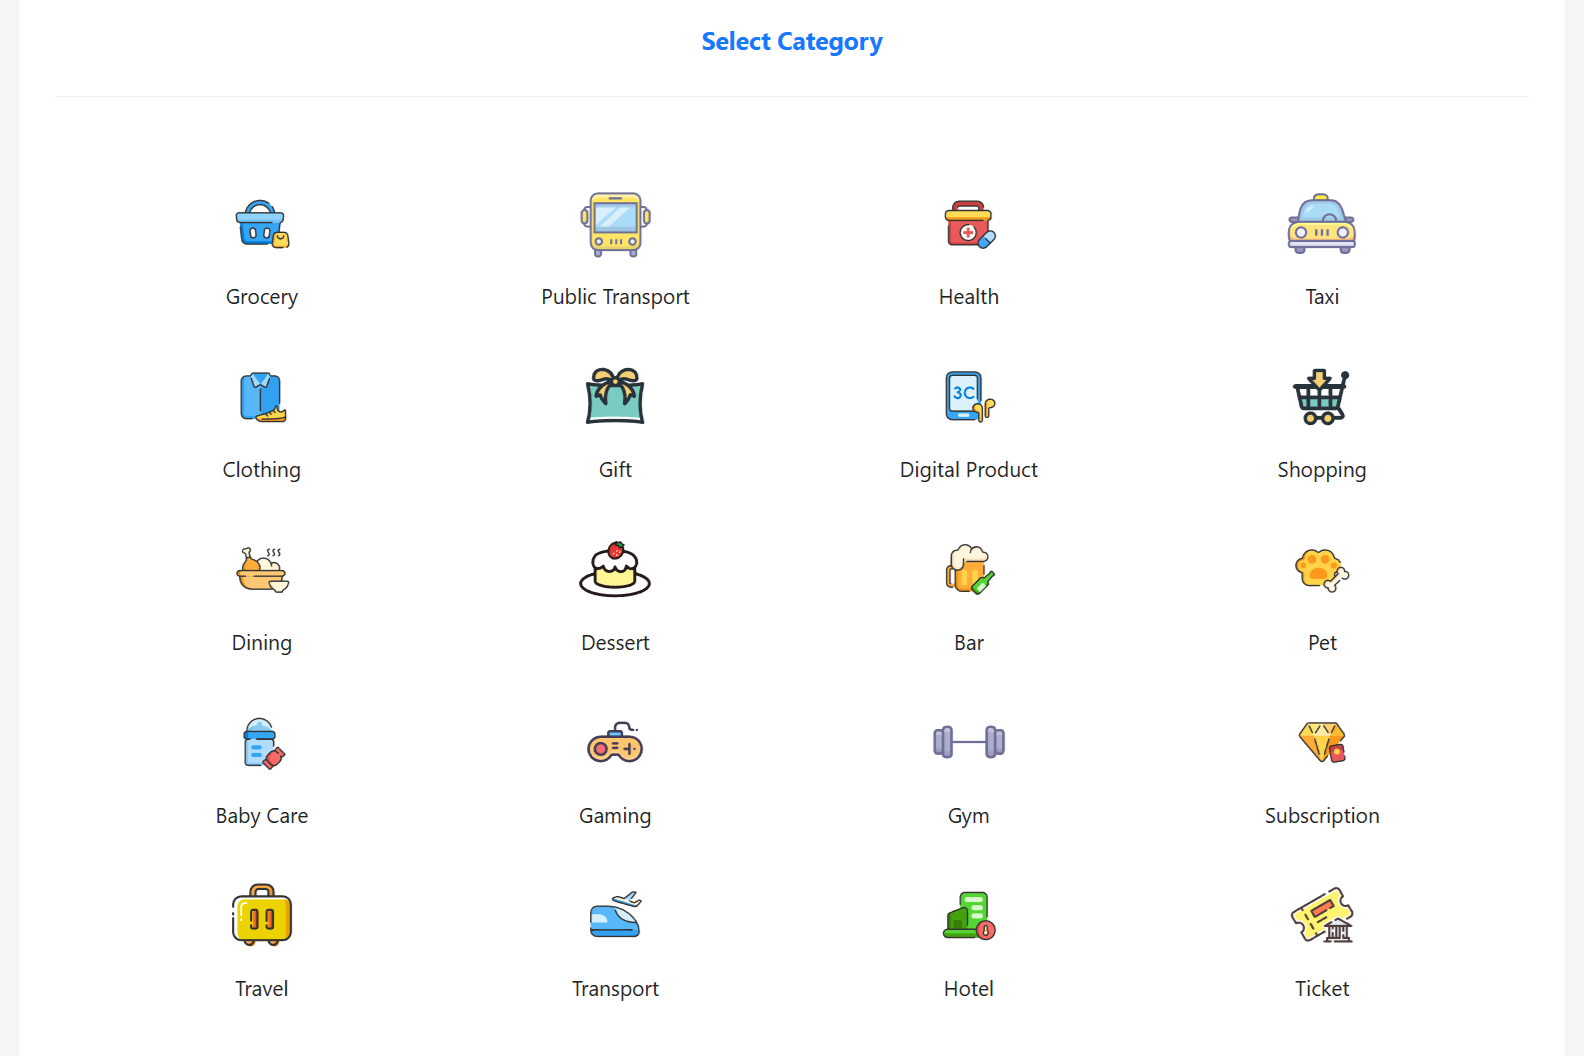 Select Category
Grocery
Public Transport
Health
Taxi
Clothing
Gift
3C
Digital Product
Shopping
Dining
Dessert
Bar
Pet
Baby Care
Gaming
Gym
Subscription
Travel
Transport
Hotel
Ticket